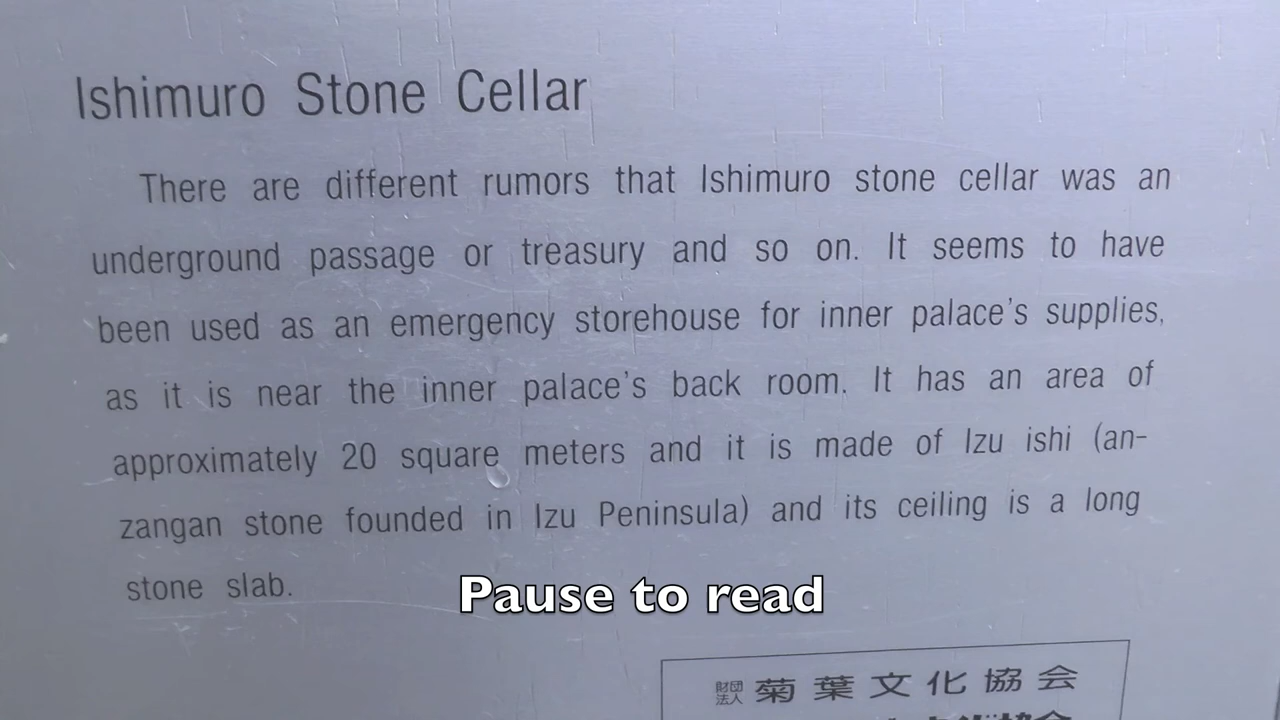 Ishimuro Stone Cellar
There are different rumors that Ishimuro stone cellar was an
underground passage or treasury and so on. It seems to have
been used as an emergency storehouse for inner palace's supplies,
as it is near the inner palace's back room. It has an area of
approximately 20 square meters and it is made of Izu ishi (an-
zangan stone founded in Izu Peninsula) and its ceiling is a long
stone slab.
Pause to read
財団法人 菊葉文化協会